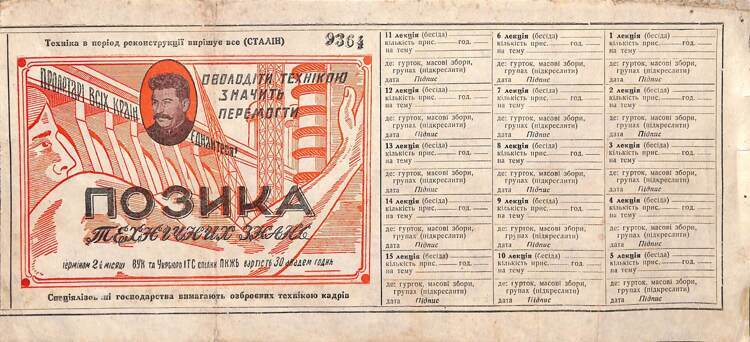 Техніка в період реконструкції вирішує все (СТАЛІН)
9364
ПРОЛЕТАРІ ВСІХ КРАЇН
ЄДНАЙТЕСЯ!
ОВОЛОДІТИ ТЕХНІКОЮ
ЗНАЧИТЬ
ПЕРЕМОГТИ
ПОЗИКА
ТЕХНІЧНИХ ЗНАНЬ
терміном 2½ місяці ВУК та Укрбюро ІТС спілки ПКЖБ вартість 30 академ годин
Спеціялізов ні господарства вимагають озброєних технікою кадрів
11 лекція (бесіда)
кількість прис. год.
на тему
де: гурток, масові збори,
групах (підкреслити)
дата Підпис
12 лекція (бесіда)
кількість прис. год.
на тему
де: гурток, масові збори,
групах (підкреслити)
дата Підпис
13 лекція (бесіда)
кількість прис. год.
на тему
де: гурток, масові збори,
групах (підкреслити)
дата Підпис
14 лекція (бесіда)
кількість прис. год.
на тему
де: гурток, масові збори,
групах (підкреслити)
дата Підпис
15 лекція (бесіда)
кількість прис. год.
на тему
де: гурток, масові збори,
групах (підкреслити)
дата Підпис
6 лекція (бесіда)
кількість прис. год.
на тему
де: гурток, масові збори,
групах (підкреслити)
дата Підпис
7 лекція (бесіда)
кількість прис. год.
на тему
де: гурток, масові збори,
групах (підкреслити)
дата Підпис
8 лекція (бесіда)
кількість прис. год.
на тему
де: гурток, масові збори,
групах (підкреслити)
дата Підпис
9 лекція (бесіда)
кількість прис. год.
на тему
де: гурток, масові збори,
групах (підкреслити)
дата Підпис
10 лекція (бесіда)
кількість прис. год.
на тему
де: гурток, масові збори,
групах (підкреслити)
дата Підпис
1 лекція (бесіда)
кількість прис. год.
на тему
де: гурток, масові збори,
групах (підкреслити)
дата Підпис
2 лекція (бесіда)
кількість прис. год.
на тему
де: гурток, масові збори,
групах (підкреслити)
дата Підпис
3 лекція (бесіда)
кількість прис. год.
на тему
де: гурток, масові збори,
групах (підкреслити)
дата Підпис
4 лекція (бесіда)
кількість прис. год.
на тему
де: гурток, масові збори,
групах (підкреслити)
дата Підпис
5 лекція (бесіда)
кількість прис. год.
на тему
де: гурток, масові збори,
групах (підкреслити)
дата Підпис